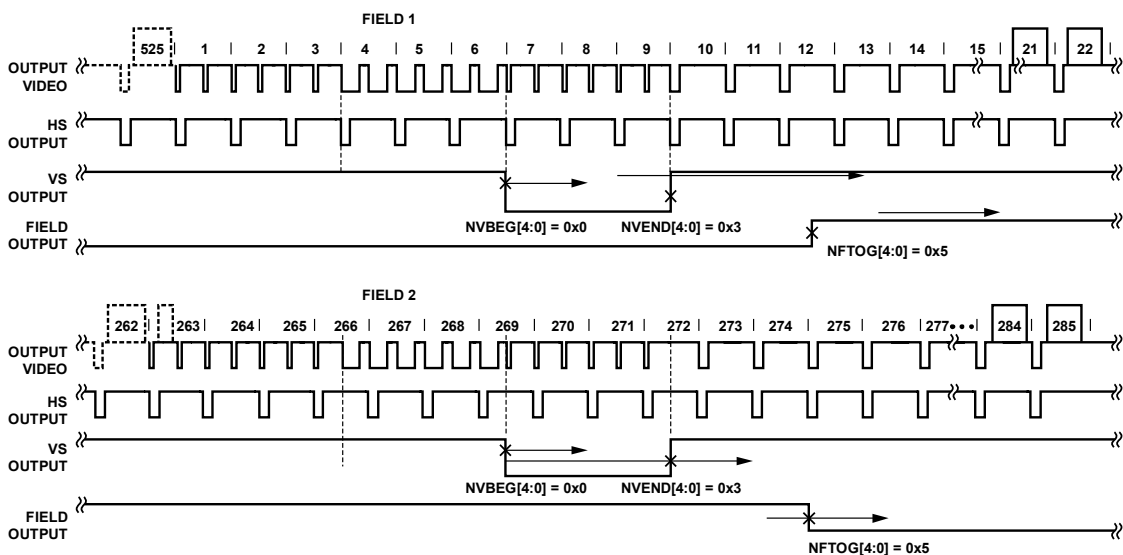 FIELD 1
525 1 2 3 4 5 6 7 8 9 10 11 12 13 14 15 21 22
OUTPUT
VIDEO
HS
OUTPUT
VS
OUTPUT
NVBEG[4:0] = 0x0 NVEND[4:0] = 0x3
FIELD
OUTPUT
NFTOG[4:0] = 0x5
FIELD 2
262 263 264 265 266 267 268 269 270 271 272 273 274 275 276 277 284 285
OUTPUT
VIDEO
HS
OUTPUT
VS
OUTPUT
NVBEG[4:0] = 0x0 NVEND[4:0] = 0x3
FIELD
OUTPUT
NFTOG[4:0] = 0x5